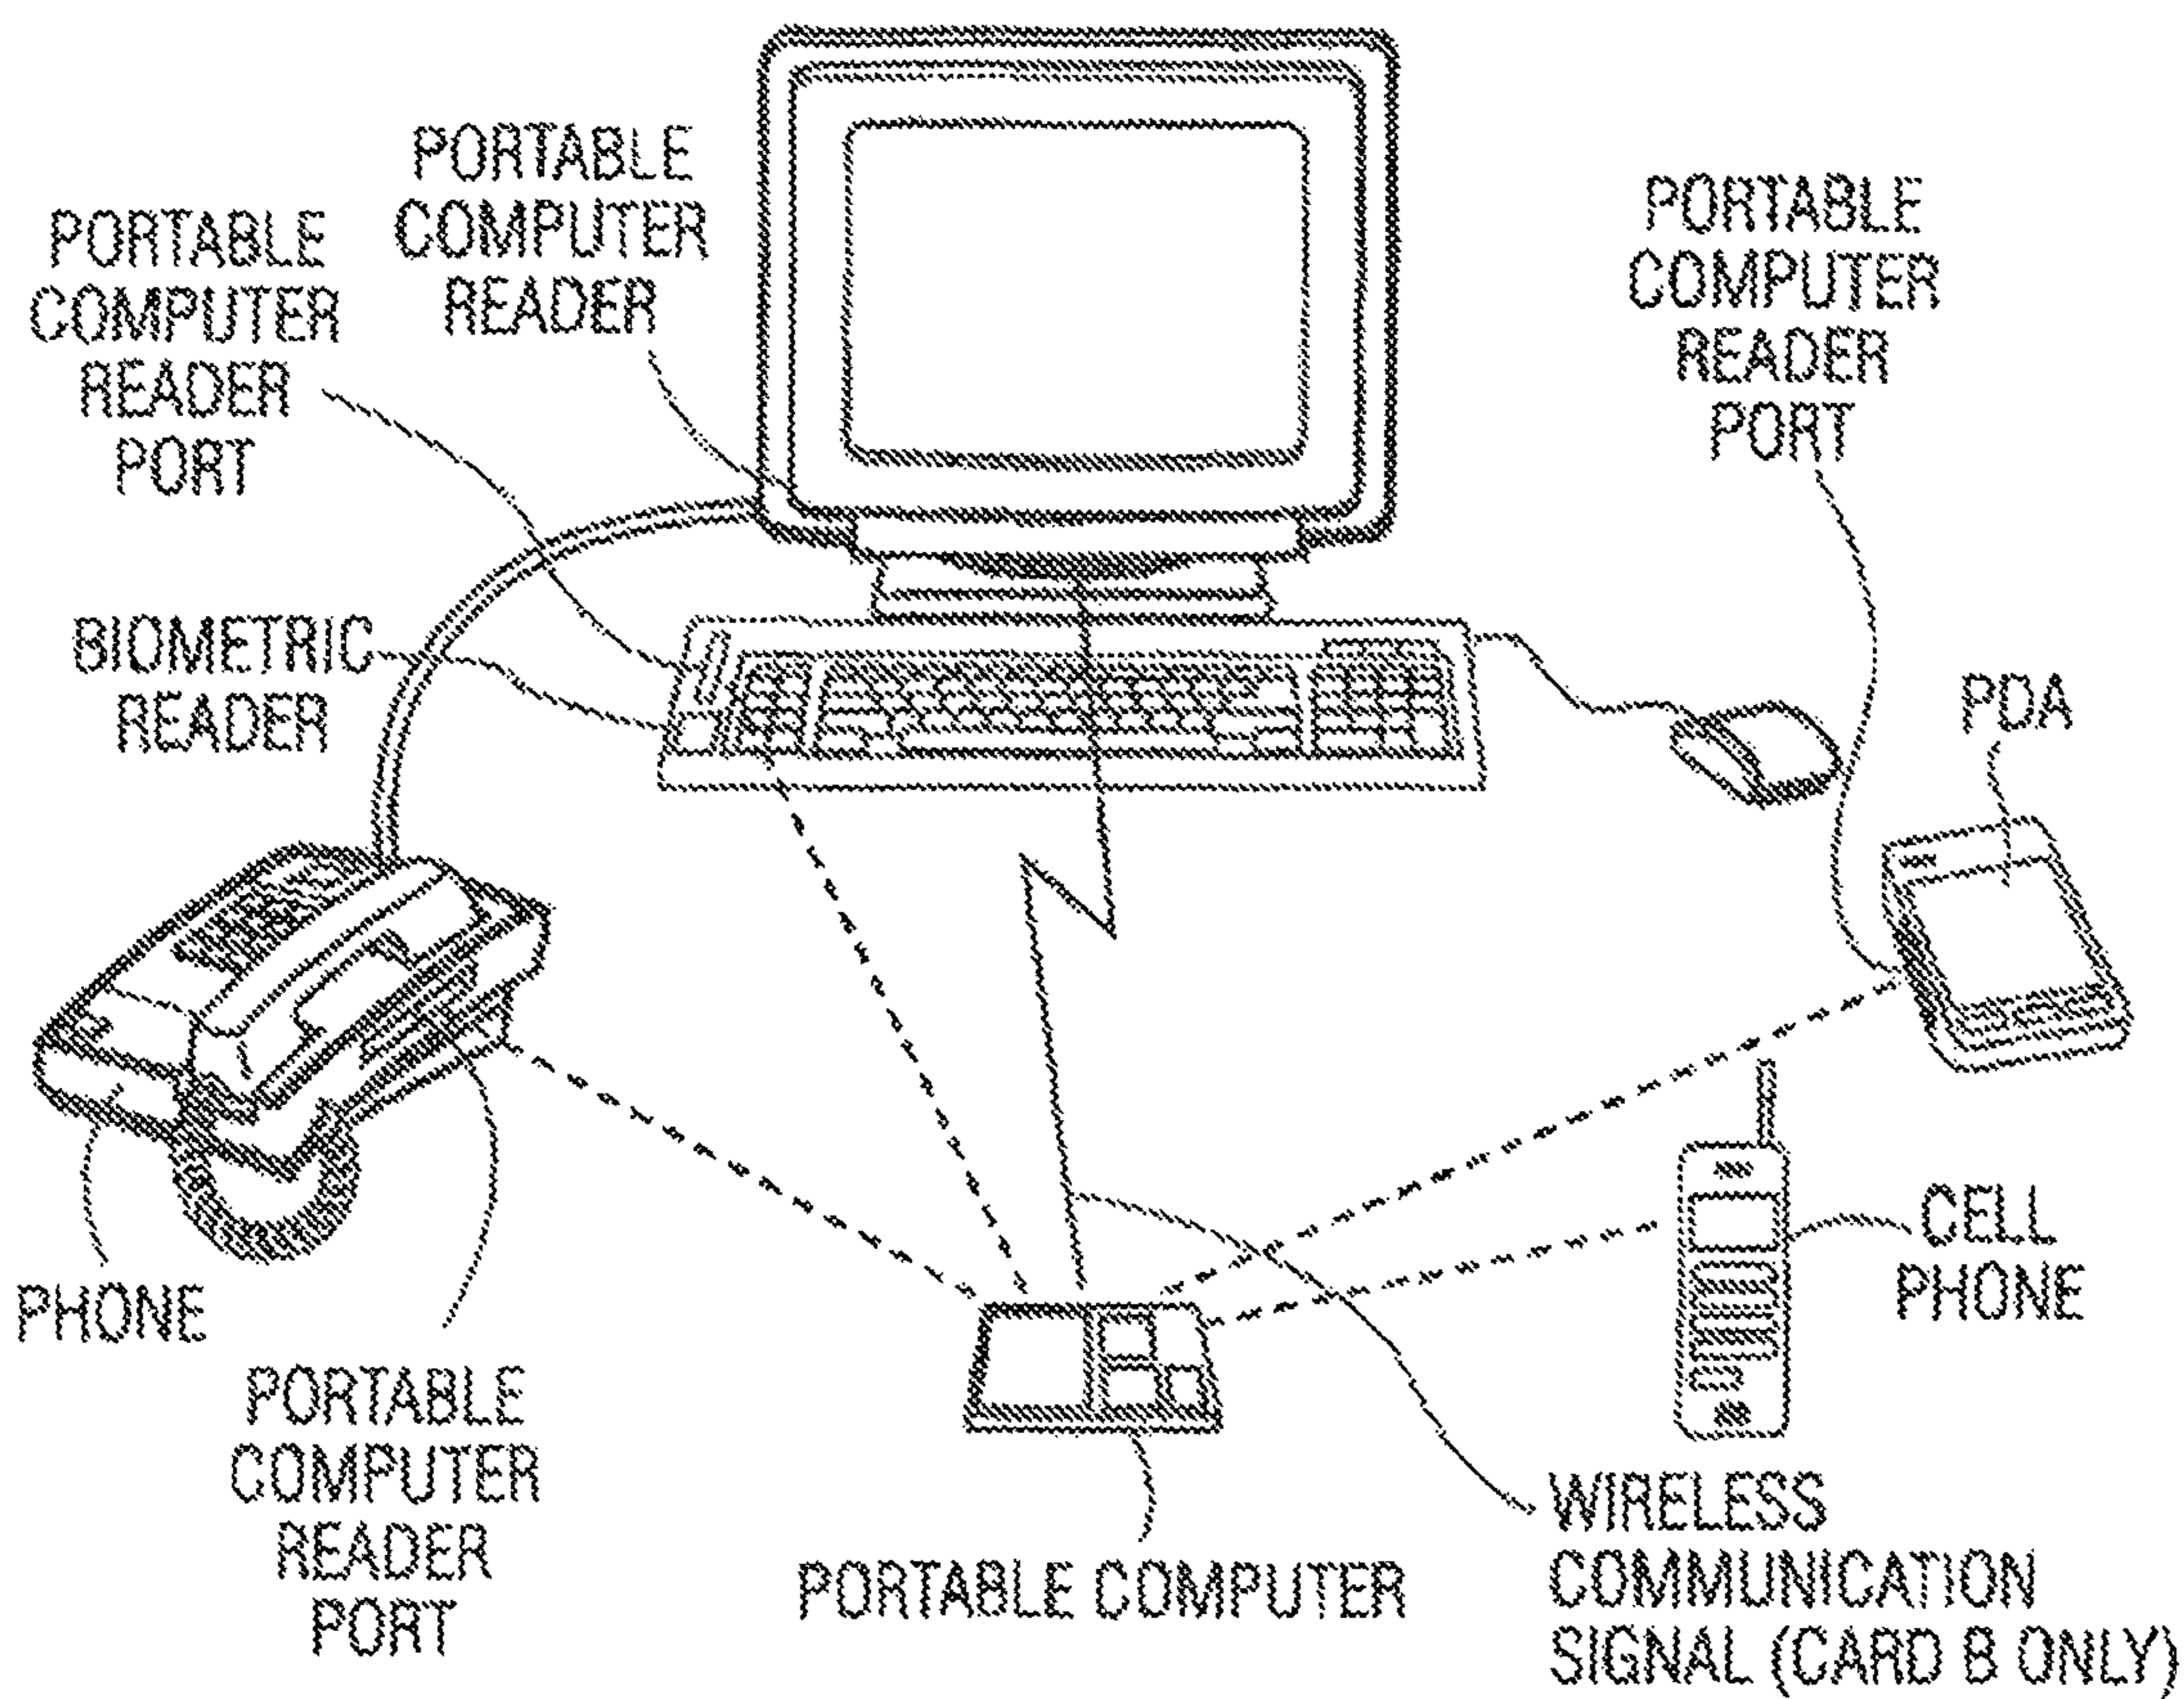 PORTABLE
COMPUTER
READER
PORTABLE
COMPUTER
READER
PORT
PORTABLE
COMPUTER
READER
PORT
BIOMETRIC
READER
PDA
CELL
PHONE
PHONE
PORTABLE
COMPUTER
READER
PORT
PORTABLE COMPUTER
WIRELESS
COMMUNICATION
SIGNAL (CARD B ONLY)